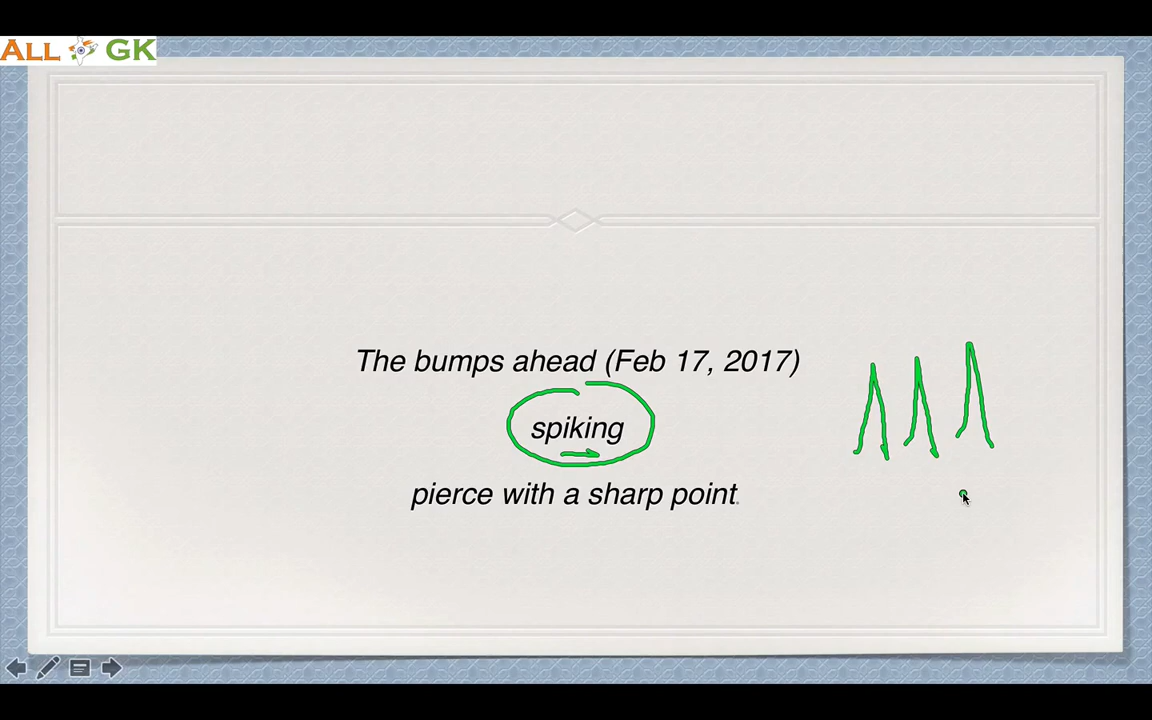 ALL GK
The bumps ahead (Feb 17, 2017)
spiking
pierce with a sharp point.